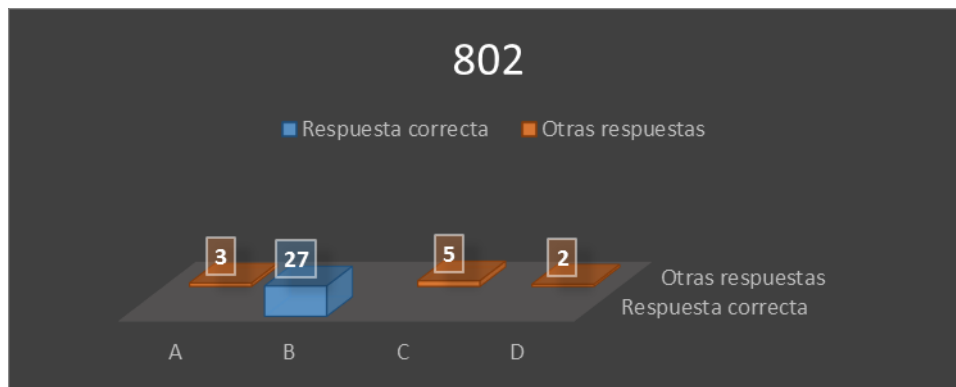 802
Respuesta correcta Otras respuestas
3 27 5 2
Otras respuestas
Respuesta correcta
A B C D